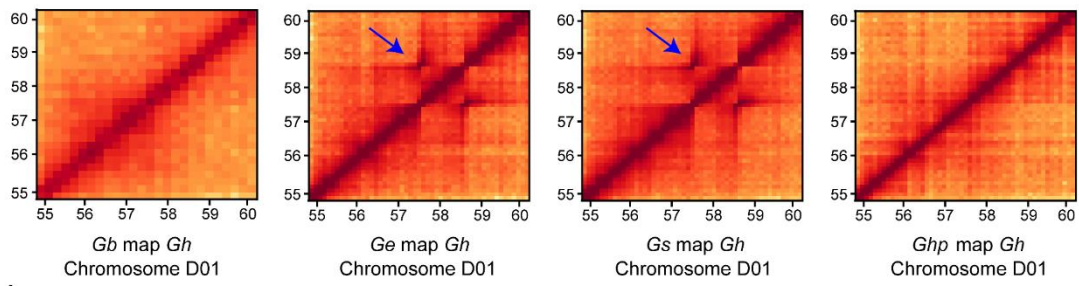 60 60 60 60
59 59 59 59
58 58 58 58
57 57 57 57
56 56 56 56
55 55 55 55
55 56 57 58 59 60 55 56 57 58 59 60 55 56 57 58 59 60 55 56 57 58 59 60
Gb map Gh Ge map Gh Gs map Gh Ghp map Gh
Chromosome D01 Chromosome D01 Chromosome D01 Chromosome D01